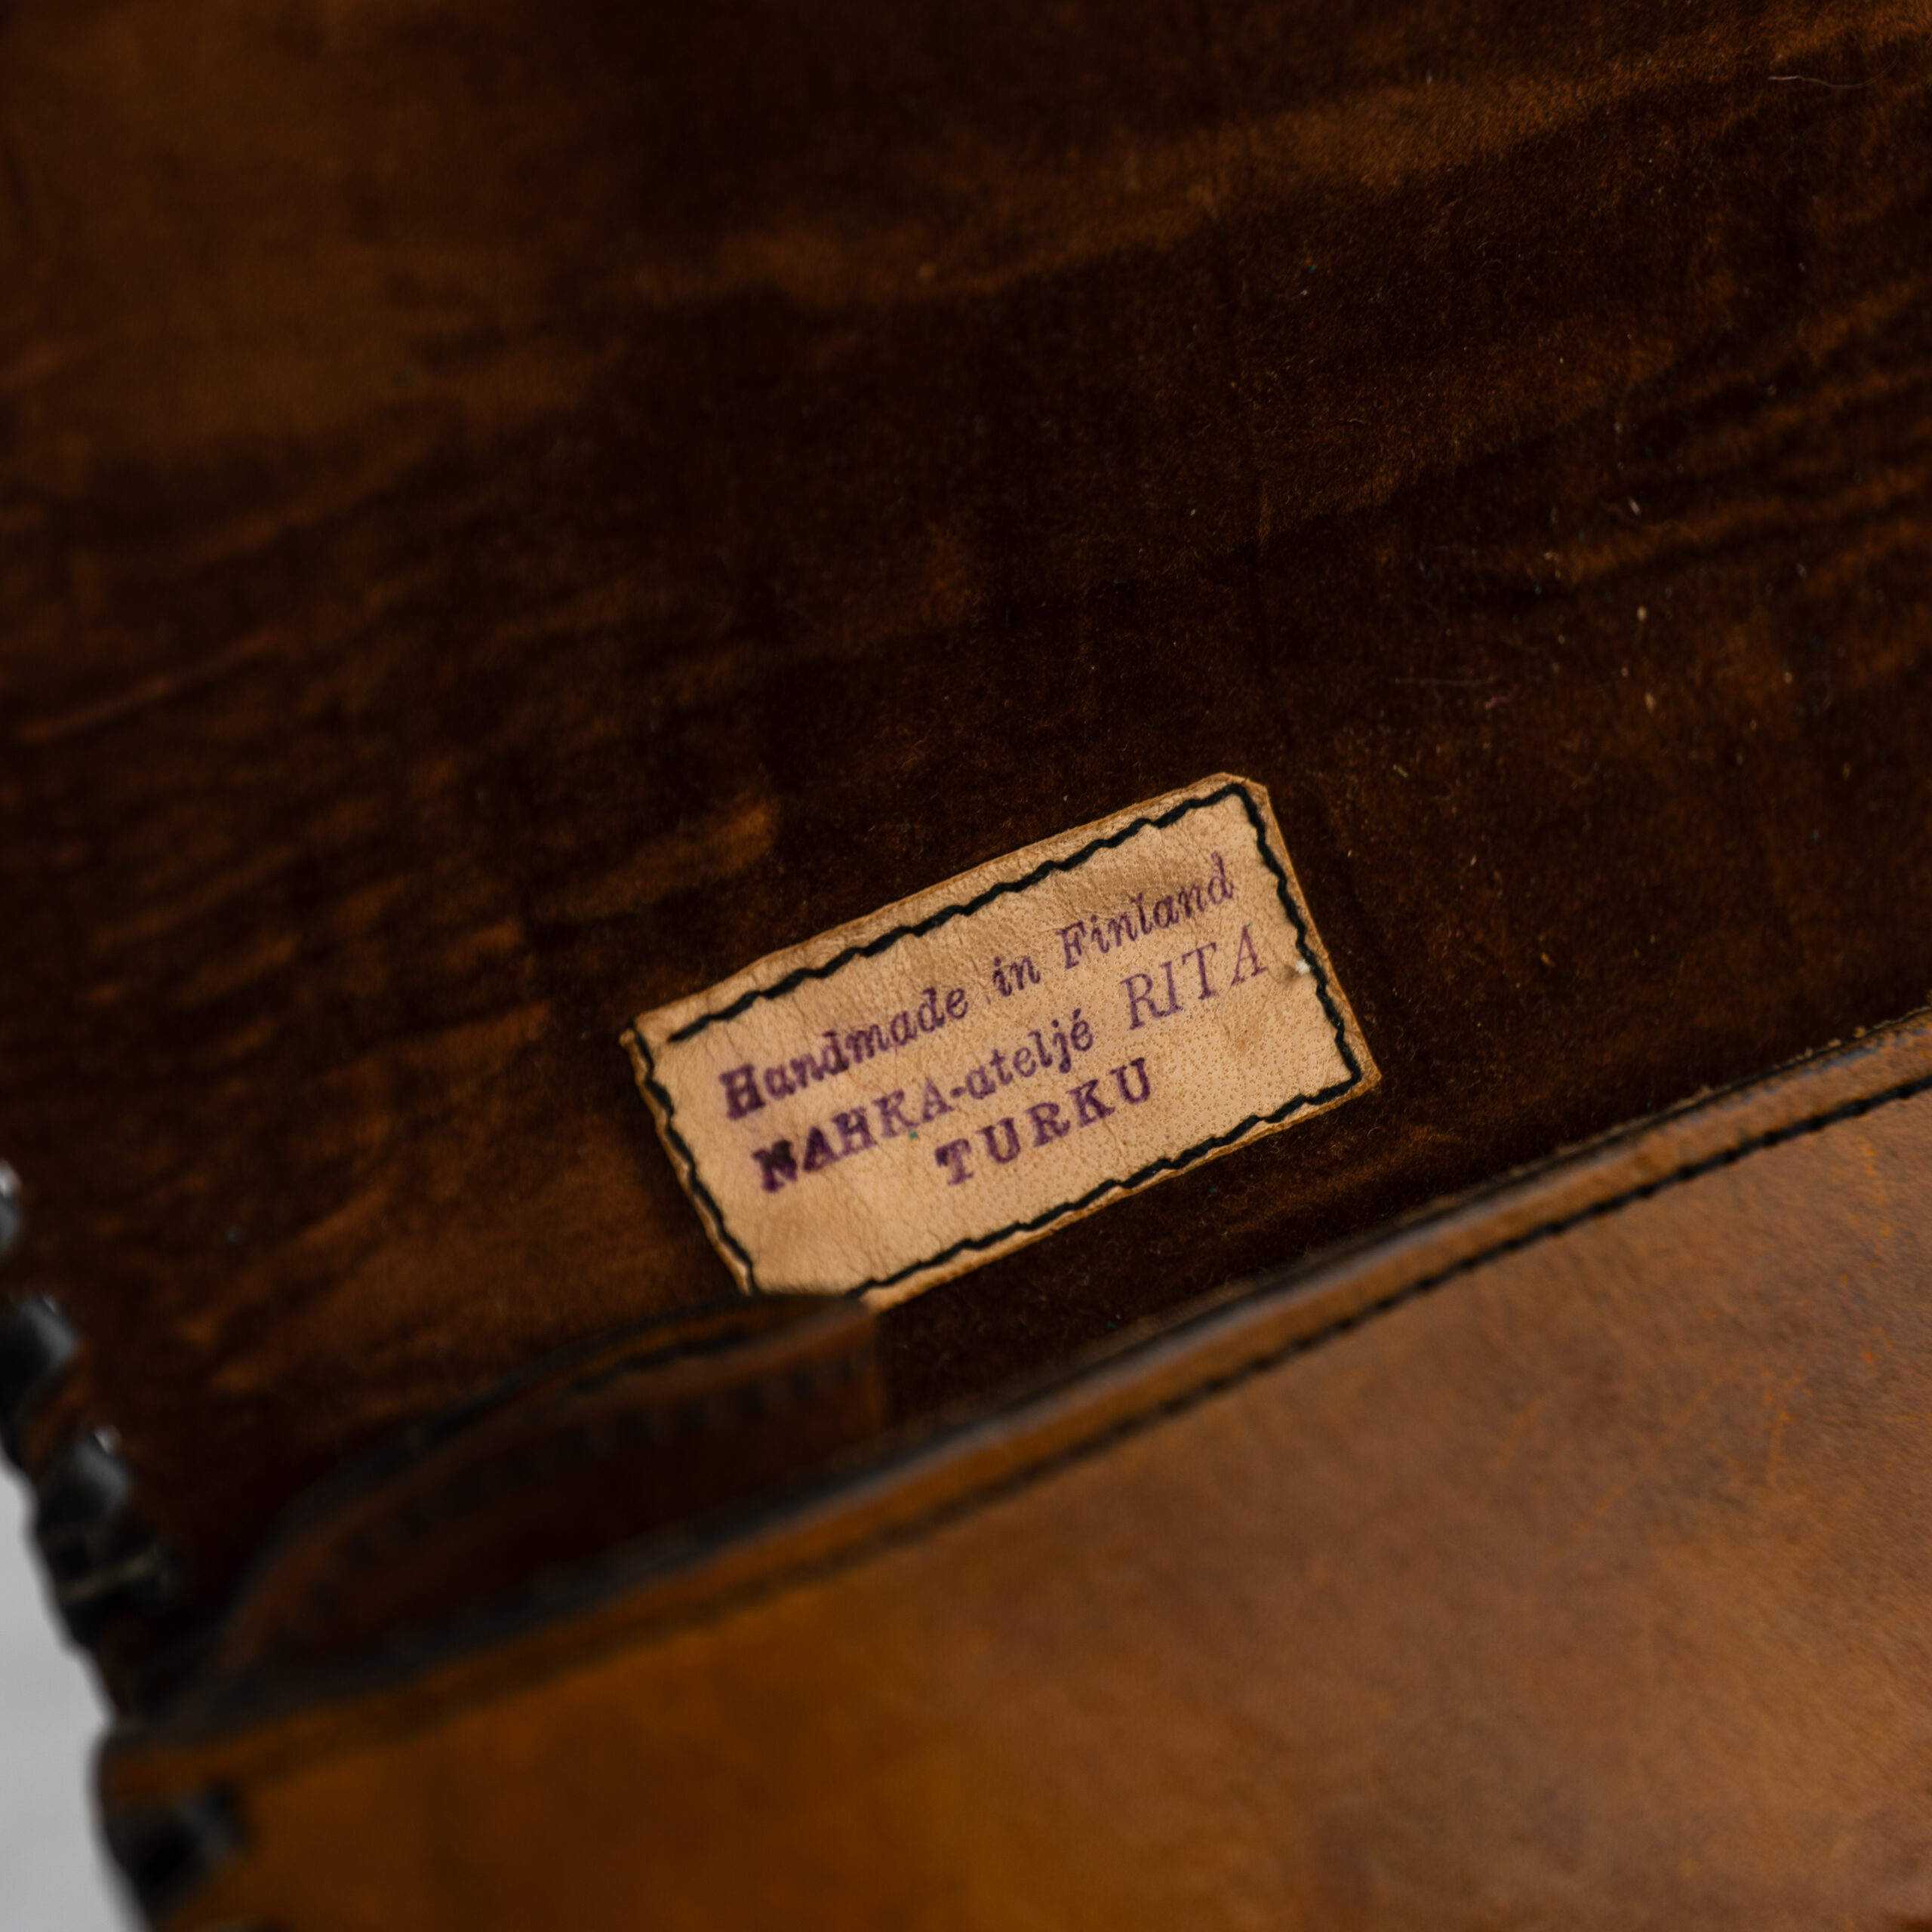 Handmade in Finland
NAHKA-ateljé RITA
TURKU